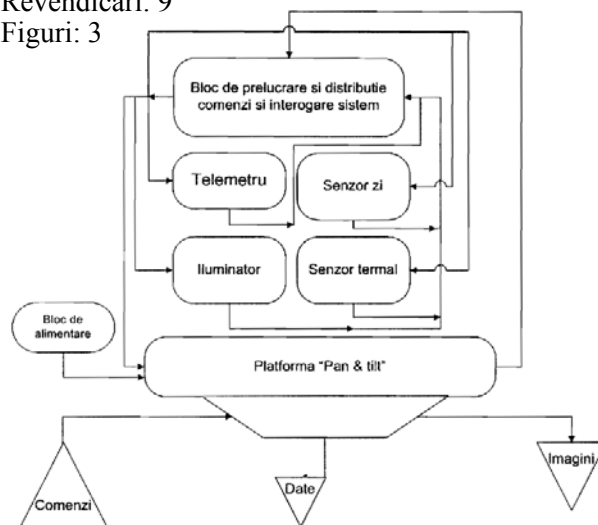 Revendicări: 9
Figuri: 3
Bloc de prelucrare si distributie
comenzi si interogare sistem
Telemetru
Senzor zi
Iluminator
Senzor termal
Bloc de
alimentare
Platforma "Pan & tilt"
Comenzi
Date
Imagini